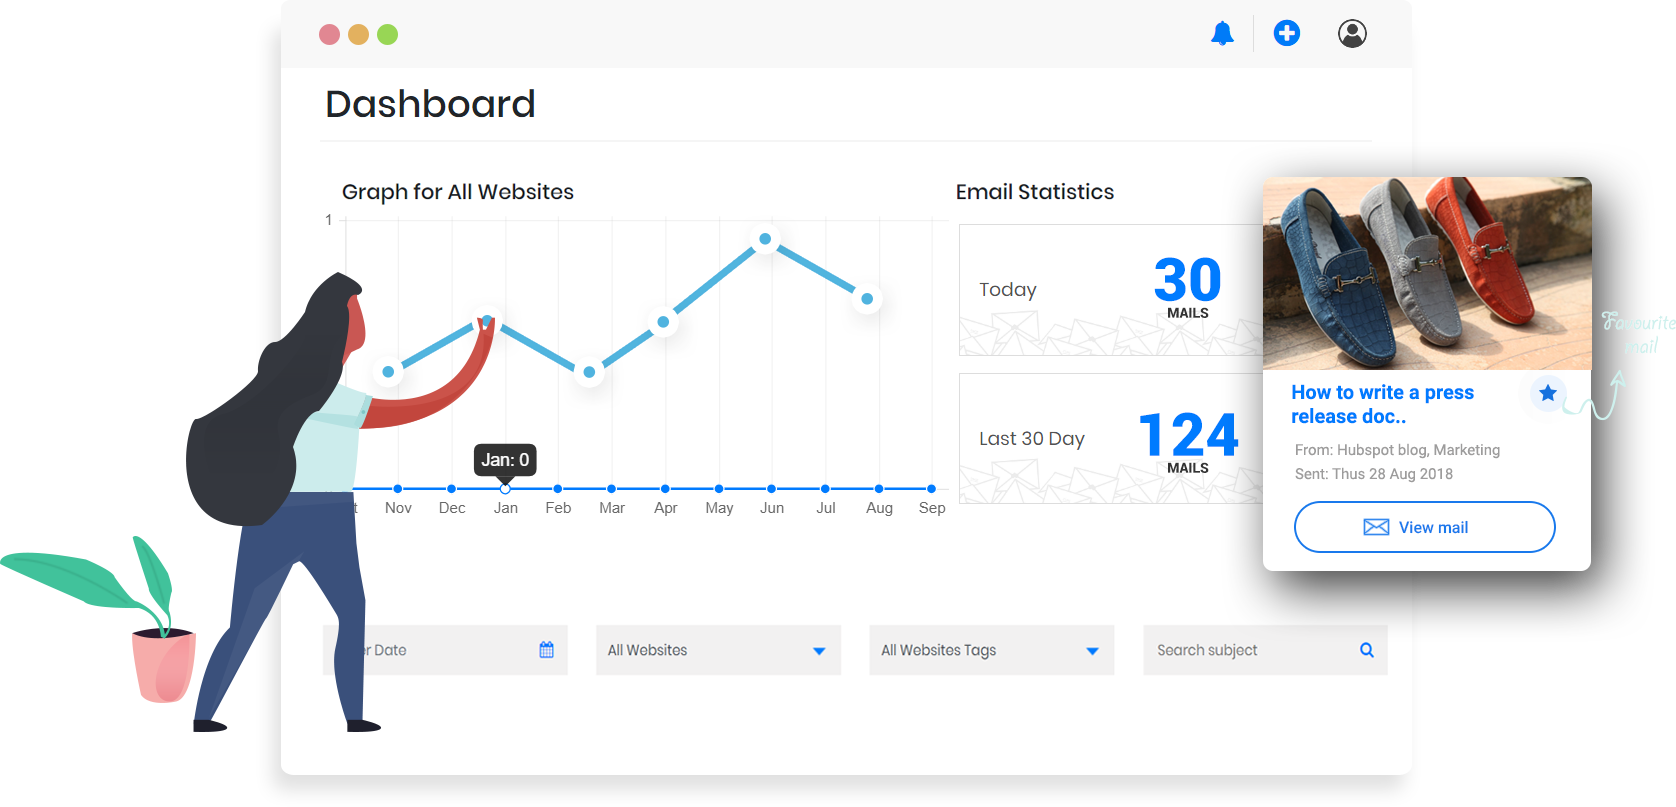 Dashboard
Graph for All Websites
1
Jan: 0
Nov Dec Jan Feb Mar Apr May Jun Jul Aug Sep
Email Statistics
Today
30
MAILS
Last 30 Day
124
MAILS
How to write a press
release doc..
From: Hubspot blog, Marketing
Sent: Thus 28 Aug 2018
View mail
Favourite
mail
Date
All Websites
All Websites Tags
Search subject